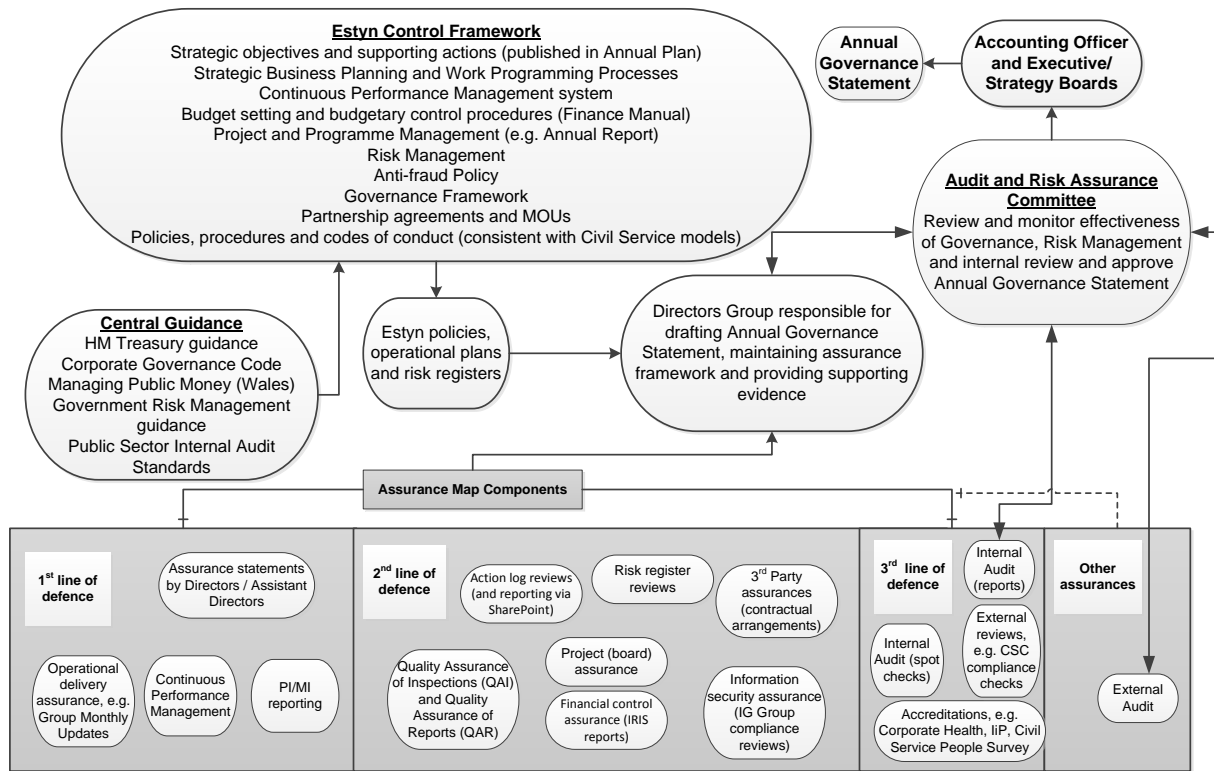 Estyn Control Framework
Strategic objectives and supporting actions (published in Annual Plan)
Strategic Business Planning and Work Programming Processes
Continuous Performance Management system
Budget setting and budgetary control procedures (Finance Manual)
Project and Programme Management (e.g. Annual Report)
Risk Management
Anti-fraud Policy
Governance Framework
Partnership agreements and MOUs
Policies, procedures and codes of conduct (consistent with Civil Service models)
Annual
Governance
Statement
Accounting Officer
and Executive/
Strategy Boards
Audit and Risk Assurance
Committee
Review and monitor effectiveness
of Governance, Risk Management
and internal review and approve
Annual Governance Statement
Central Guidance
HM Treasury guidance
Corporate Governance Code
Managing Public Money (Wales)
Government Risk Management
guidance
Public Sector Internal Audit
Standards
Estyn policies,
operational plans
and risk registers
Directors Group responsible for
drafting Annual Governance
Statement, maintaining assurance
framework and providing supporting
evidence
Assurance Map Components
1st line of
defence
Assurance statements
by Directors / Assistant
Directors
Operational
delivery
assurance, e.g.
Group Monthly
Updates
Continuous
Performance
Management
PI/MI
reporting
2nd line of
defence
Action log reviews
(and reporting via
SharePoint)
Risk register
reviews
3rd Party
assurances
(contractual
arrangements)
Quality Assurance
of Inspections (QAI)
and Quality
Assurance of
Reports (QAR)
Project (board)
assurance
Financial control
assurance (IRIS
reports)
Information
security assurance
(IG Group
compliance reviews)
3rd line of
defence
Internal
Audit
(reports)
Internal
Audit (spot
checks)
External
reviews,
e.g. CSC
compliance
checks
Accreditations, e.g.
Corporate Health, IiP, Civil
Service People Survey
Other
assurances
External
Audit